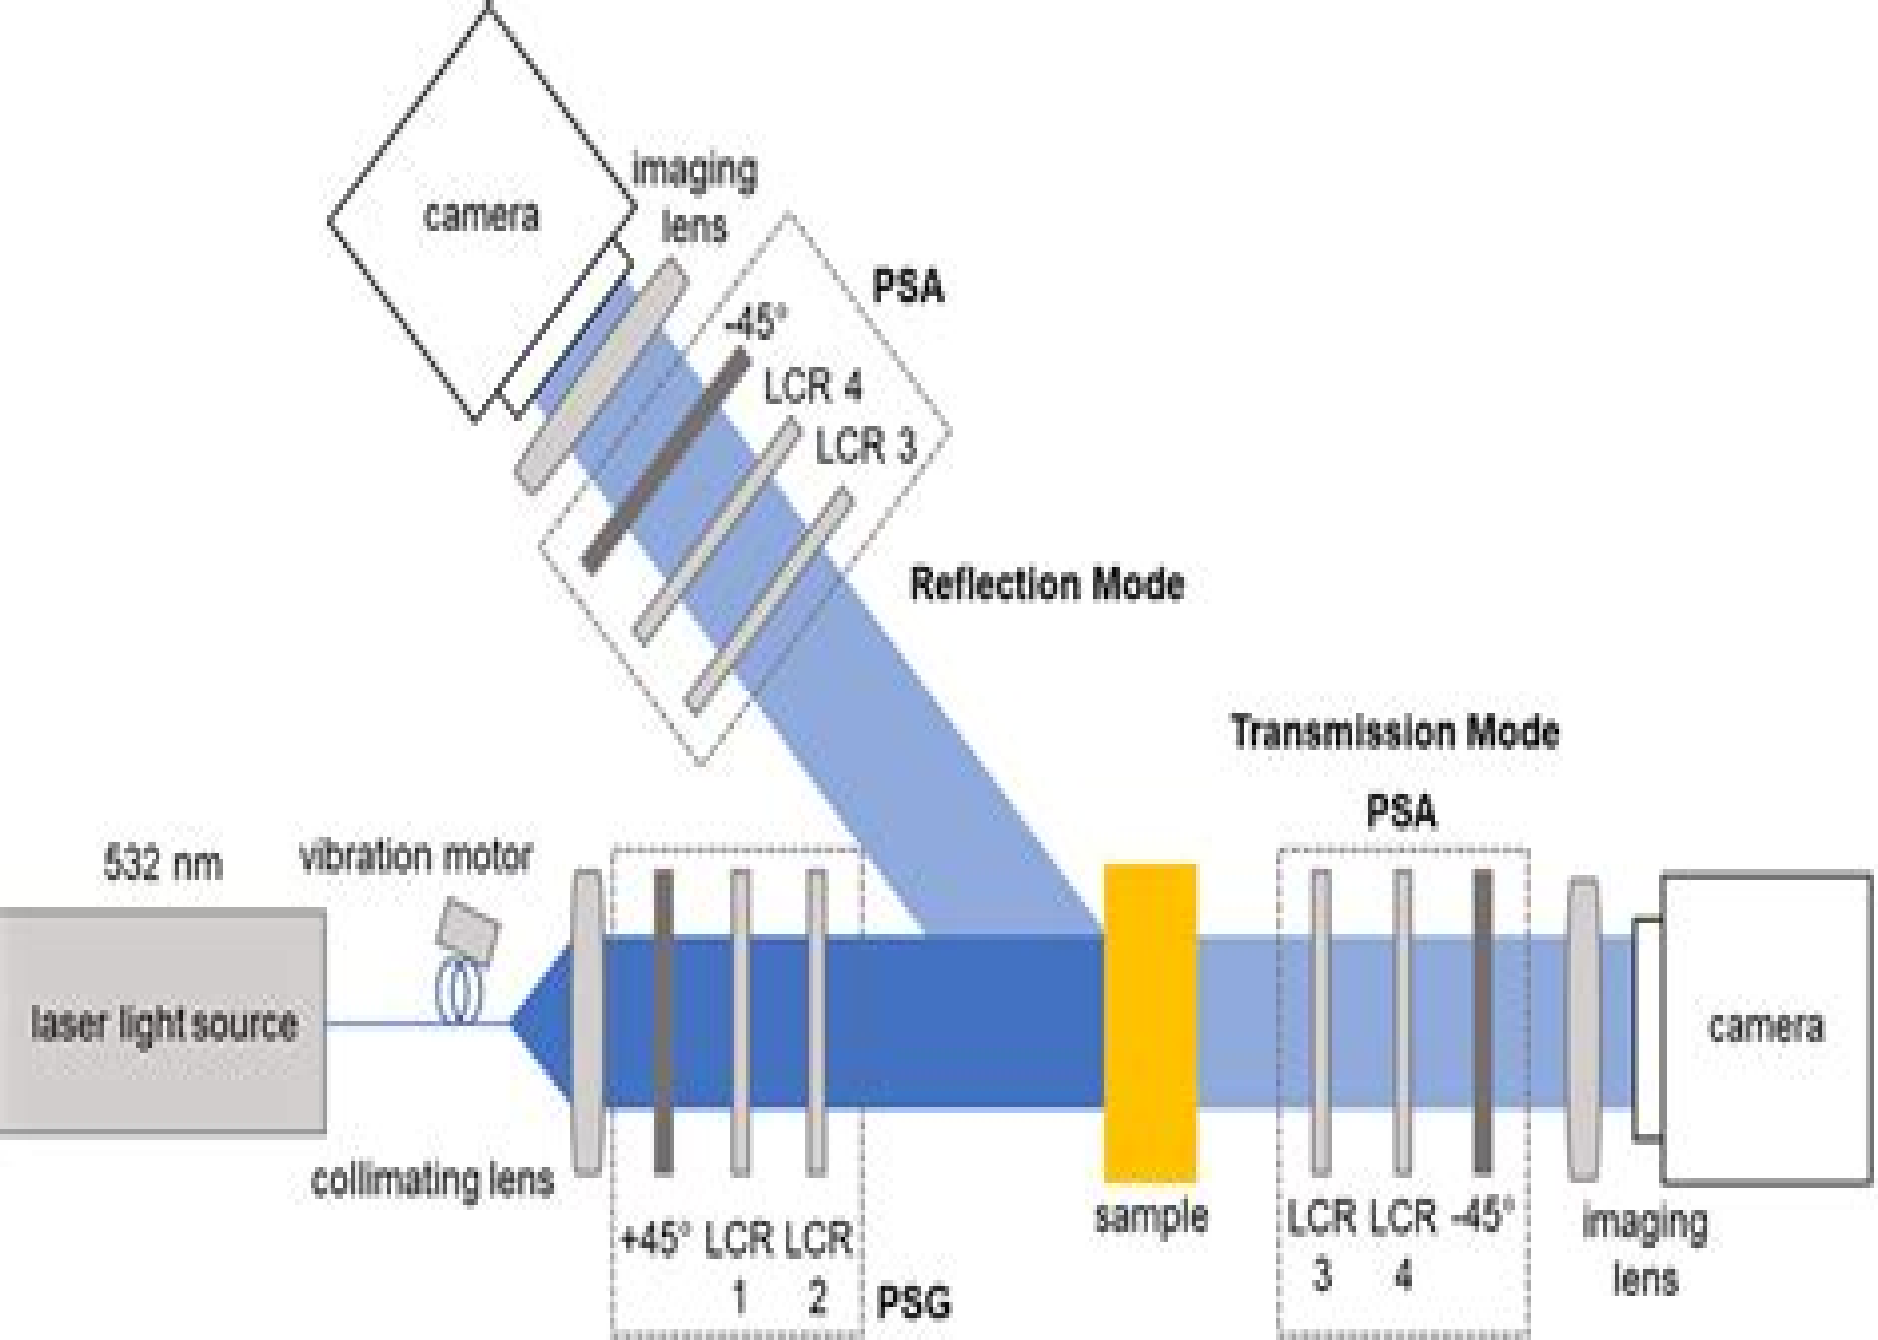 camera
imaging
lens
PSA
-45°
LCR 4
LCR 3
Reflection Mode
Transmission Mode
PSA
532 nm
vibration motor
laser light source
camera
collimating lens
sample
+45° LCR LCR
1 2
PSG
LCR LCR -45°
3 4
imaging
lens